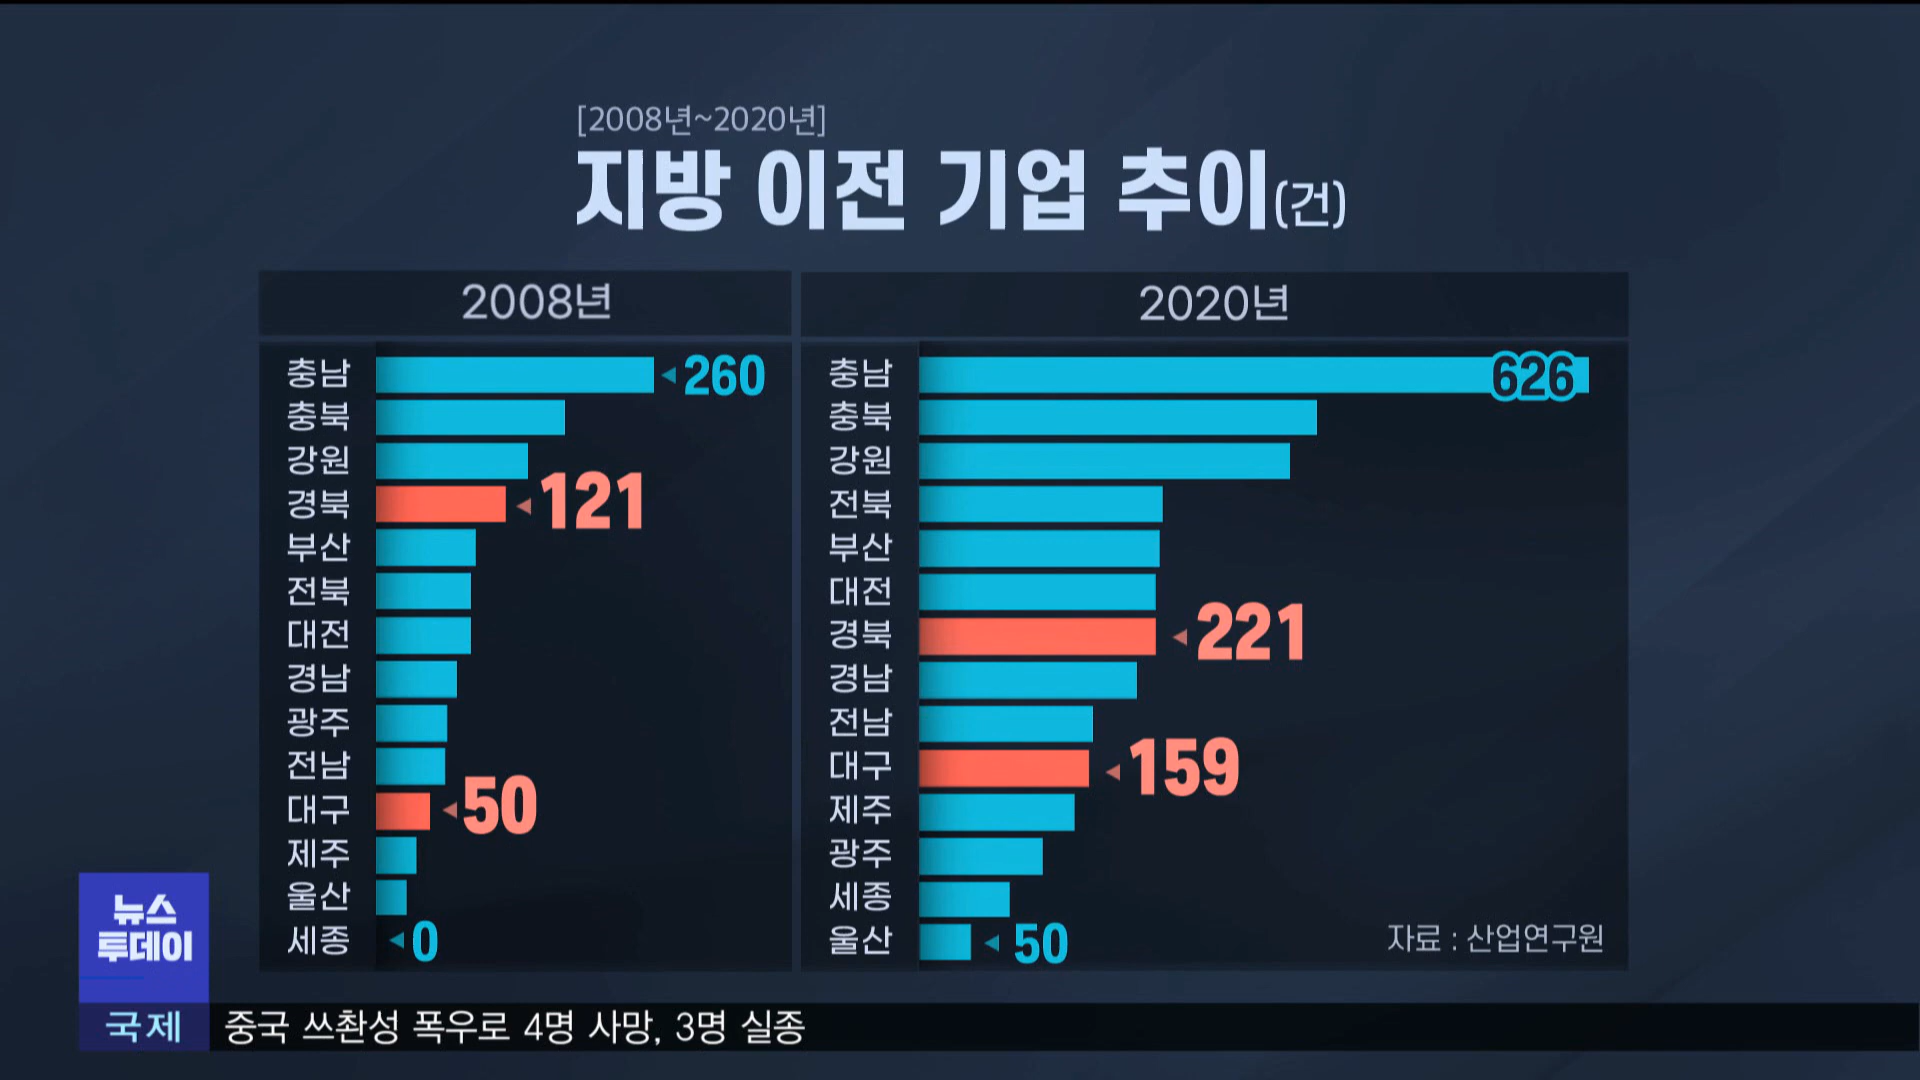 [2008년~2020년]
지방 이전 기업 추이(건)
2008년
충남 260
충북
강원
경북 121
부산
전북
대전
경남
광주
전남
대구 50
제주
울산
세종 0
2020년
충남 626
충북
강원
전북
부산
대전
경북 221
경남
전남
대구 159
제주
광주
세종
울산 50
자료 : 산업연구원
뉴스
투데이
국제 중국 쓰촨성 폭우로 4명 사망, 3명 실종